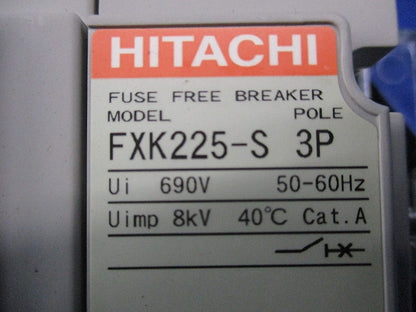 HITACHI
FUSE FREE BREAKER
MODEL POLE
FXK225-S 3P
Ui 690V 50-60Hz
Uimp 8kV 40℃ Cat.A